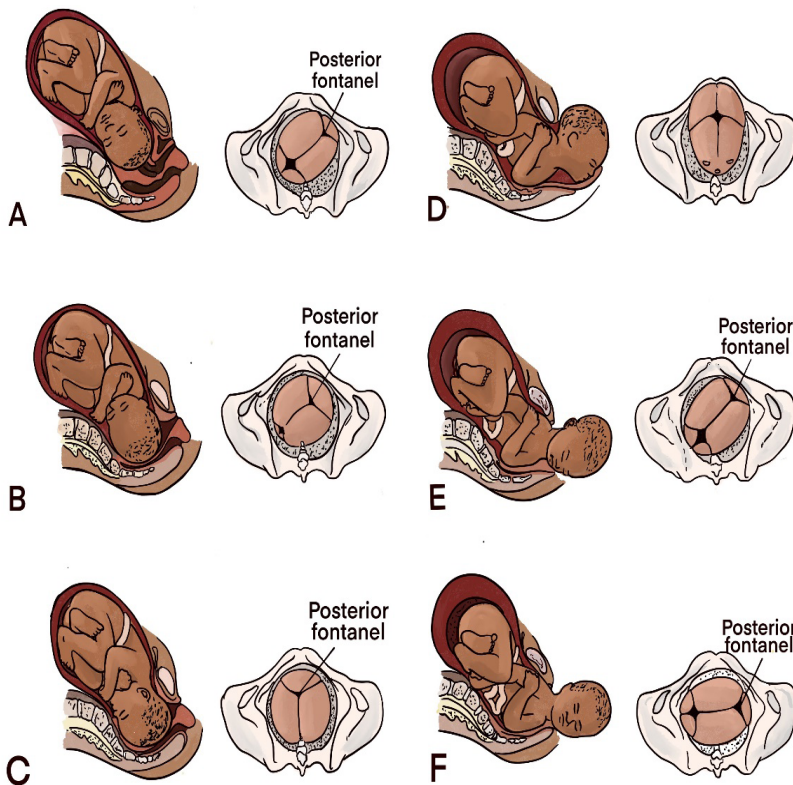 Posterior
fontanel
A
D
Posterior
fontanel
B
Posterior
fontanel
E
Posterior
fontanel
C
Posterior
fontanel
F